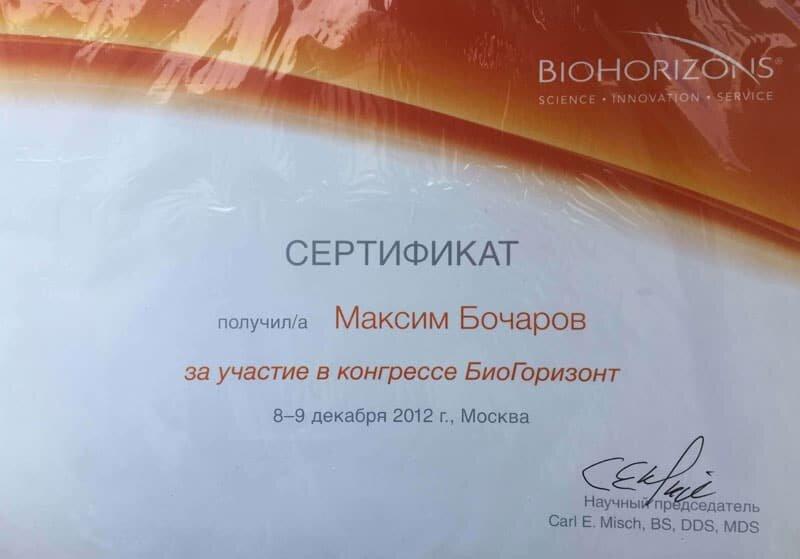 BIOHORIZONS®
SCIENCE • INNOVATION • SERVICE
СЕРТИФИКАТ
получил/а Максим Бочаров
за участие в конгрессе БиоГоризонт
8–9 декабря 2012 г., Москва
Научный председатель
Carl E. Misch, BS, DDS, MDS